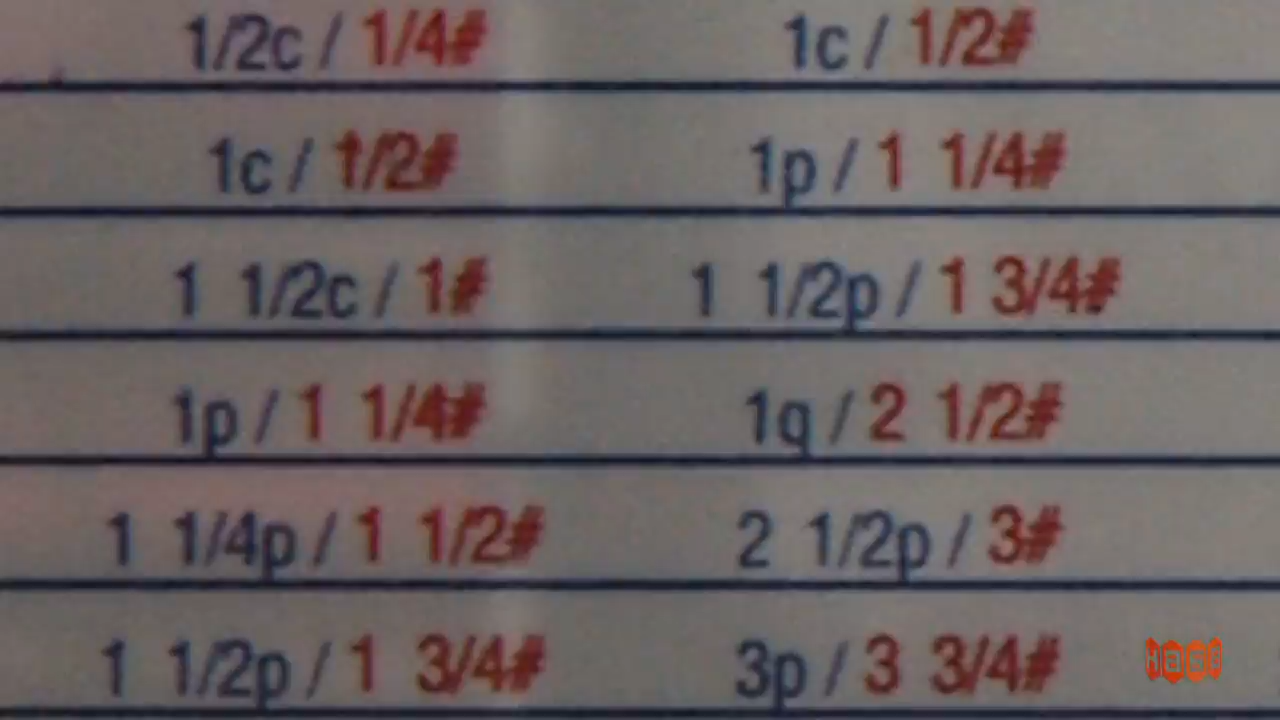 1/2c / 1/4# 1c / 1/2#
1c / 1/2# 1p / 1 1/4#
1 1/2c / 1# 1 1/2p / 1 3/4#
1p / 1 1/4# 1q / 2 1/2#
1 1/4p / 1 1/2# 2 1/2p / 3#
1 1/2p / 1 3/4# 3p / 3 3/4#